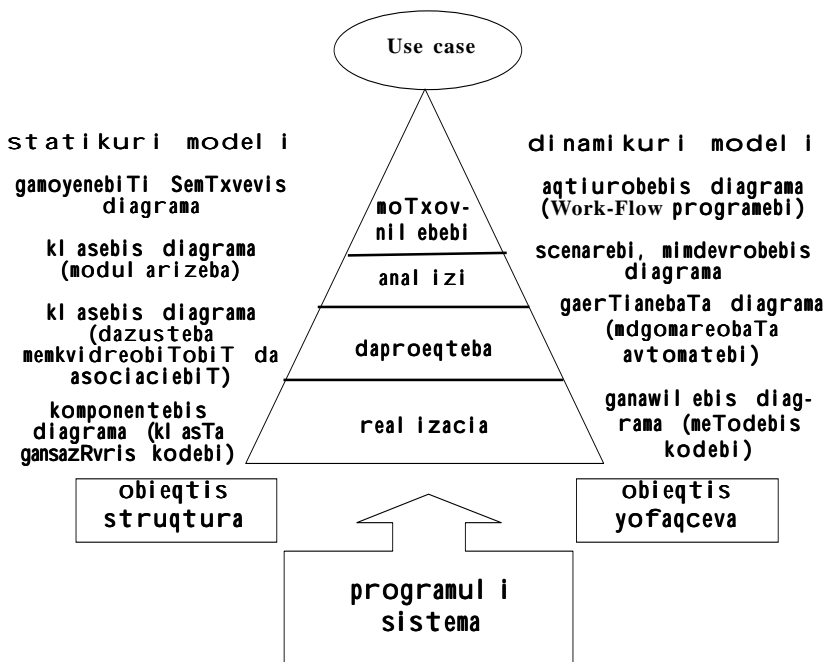 Use case
statikuri modeli
gamoyenebiTi SemTxvevis
diagrama
klasebis diagrama
(modularizeba)
klasebis diagrama
(dazusteba
memkvidreobiTobiT da
asociaciebiT)
komponentebis
diagrama (klasTa
gansazRvris kodebi)
obieqtis
struqtura
moTxov-
nilebebi
analizi
daproeqteba
realizacia
dinamikuri modeli
aqtiurobebis diagrama
(Work-Flow programebi)
scenarebi, mimdevrobebis
diagrama
gaerTianebaTa diagrama
(mdgomareobaTa
avtomatebi)
ganawilebis diag-
rama (meTodebis
kodebi)
obieqtis
yofaqceva
programuli
sistema